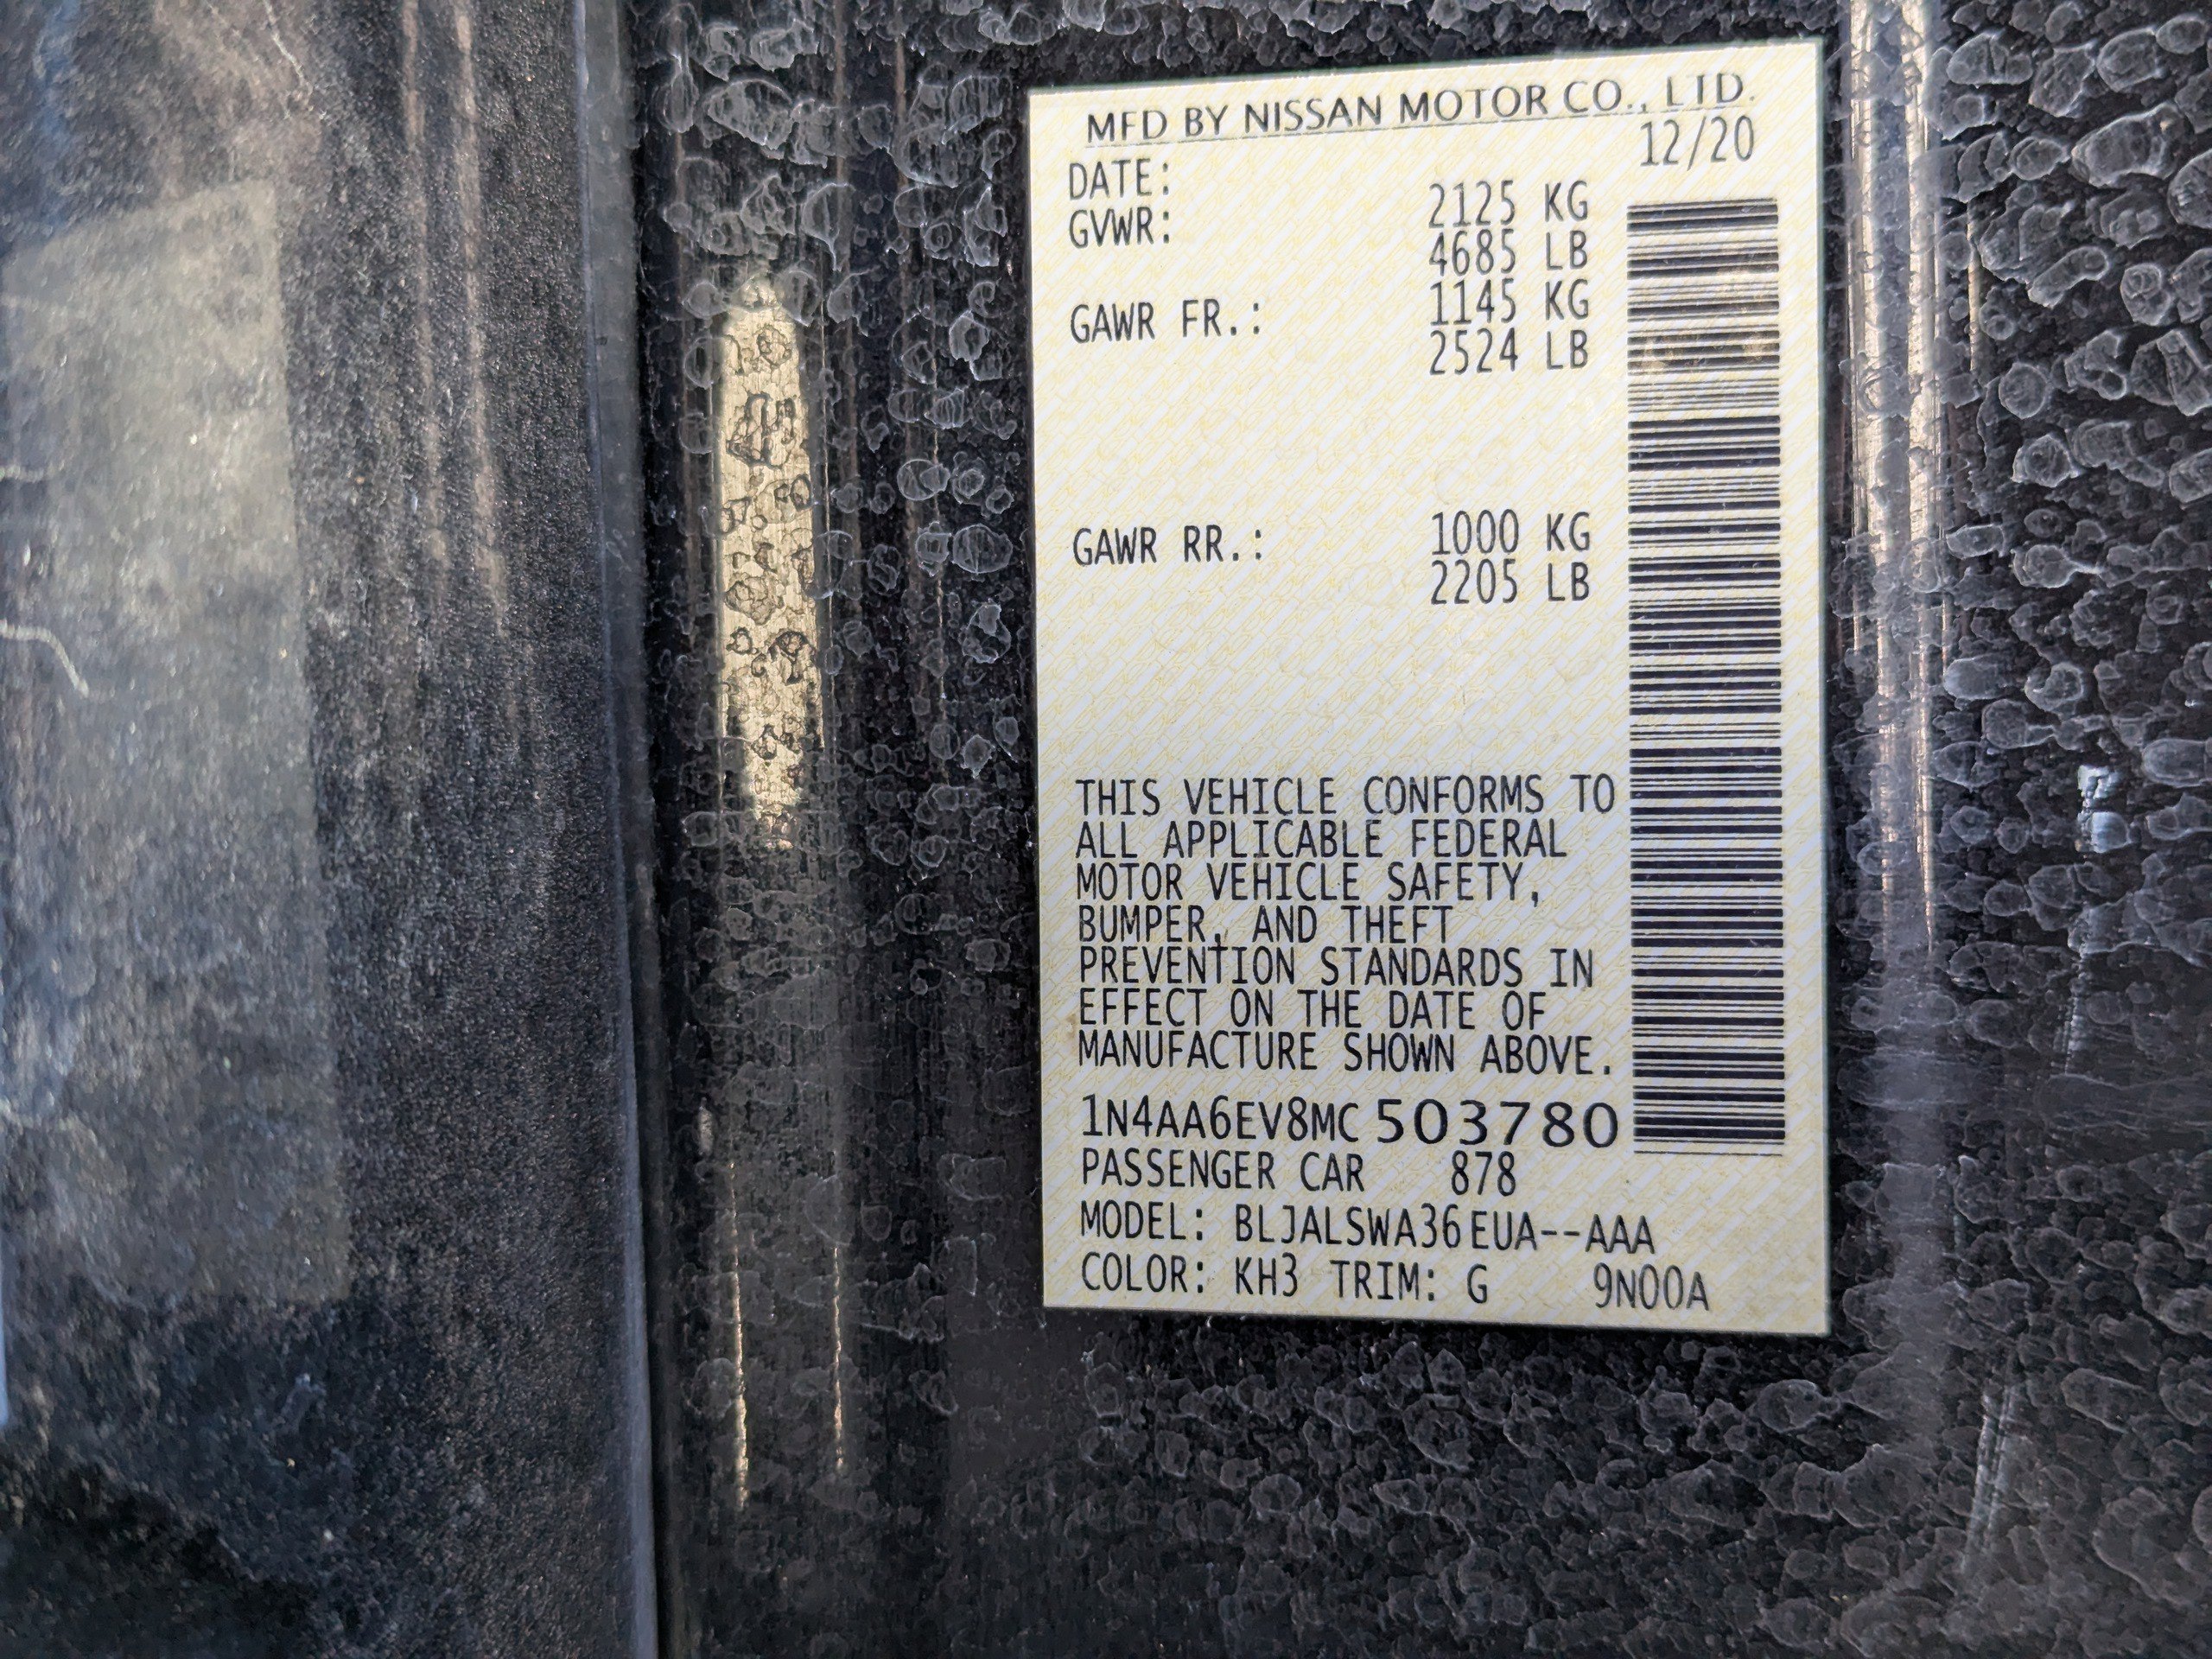 MFD BY NISSAN MOTOR CO., LTD.
DATE: 12/20
GVWR: 2125 KG
4685 LB
GAWR FR.: 1145 KG
2524 LB
GAWR RR.: 1000 KG
2205 LB
THIS VEHICLE CONFORMS TO
ALL APPLICABLE FEDERAL
MOTOR VEHICLE SAFETY,
BUMPER, AND THEFT
PREVENTION STANDARDS IN
EFFECT ON THE DATE OF
MANUFACTURE SHOWN ABOVE.
1N4AA6EV8MC503780
PASSENGER CAR 878
MODEL: BLJALSWA36EUA--AAA
COLOR: KH3 TRIM: G 9N00A